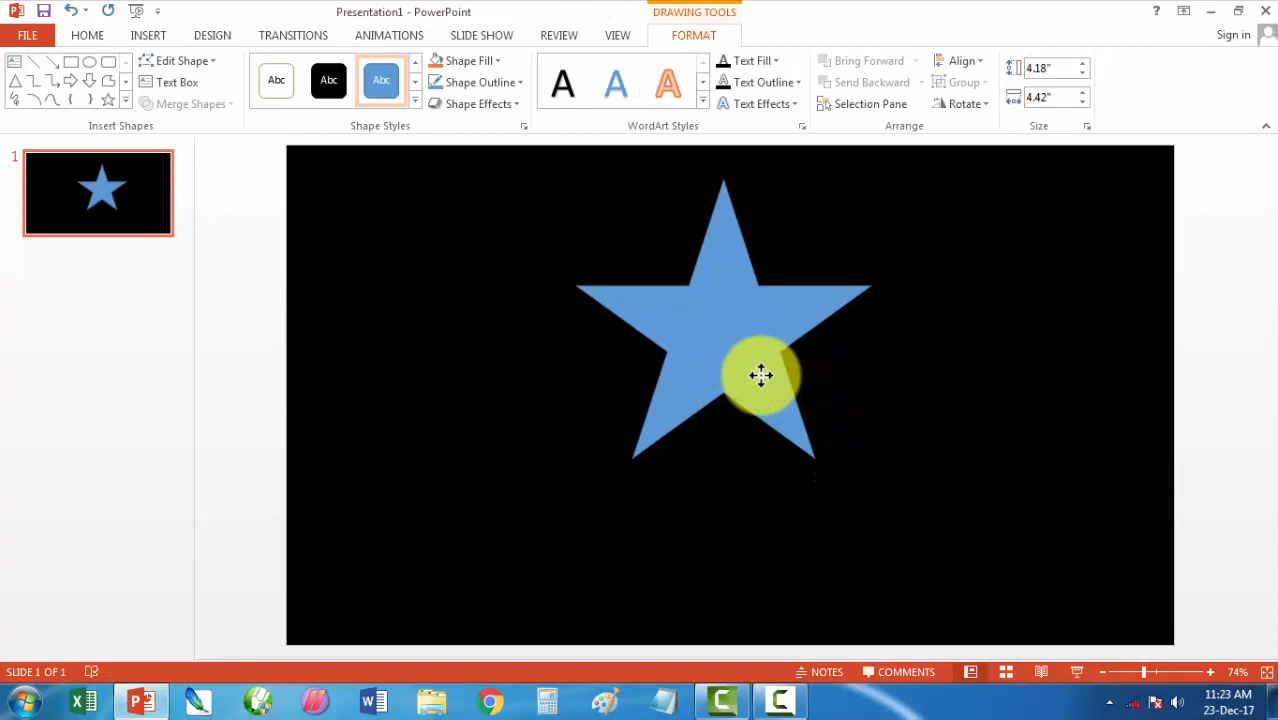 Presentation1 - PowerPoint
DRAWING TOOLS
?
FILE
HOME
INSERT
DESIGN
TRANSITIONS
ANIMATIONS
SLIDE SHOW
REVIEW
VIEW
FORMAT
Sign in
Edit Shape
Text Box
Merge Shapes
Insert Shapes
Abc
Abc
Abc
Shape Fill
Shape Outline
Shape Effects
Shape Styles
A
A
A
Text Fill
Text Outline
Text Effects
WordArt Styles
Bring Forward
Send Backward
Selection Pane
Align
Group
Rotate
Arrange
4.18"
4.42"
Size
1
SLIDE 1 OF 1
NOTES
COMMENTS
74%
11:23 AM
23-Dec-17